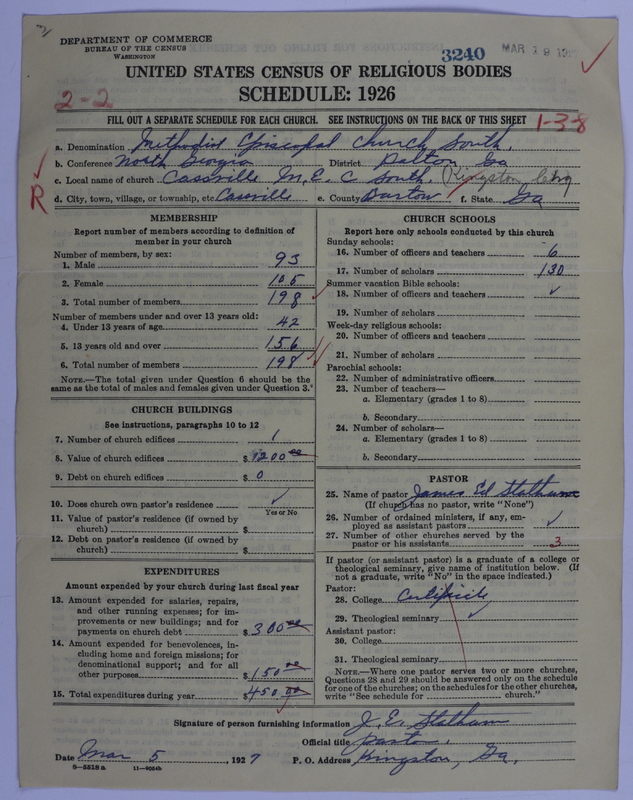 DEPARTMENT OF COMMERCE
BUREAU OF THE CENSUS
WASHINGTON
3240
MAR 29
UNITED STATES CENSUS OF RELIGIOUS BODIES
SCHEDULE: 1926
2-2
FILL OUT A SEPARATE SCHEDULE FOR EACH CHURCH. SEE INSTRUCTIONS ON THE BACK OF THIS SHEET
1-3-8
a. Denomination Methodist Episcopal Church South.
b. Conference North Georgia District Dalton, Ga
c. Local name of church Cassville M. E. C South. (Kingston Chg
R
d. City, town, village, or township, etc. Cassville e. County Bartow f. State Ga
MEMBERSHIP
Report number of members according to definition of member in your church
Number of members, by sex:
1. Male 93
2. Female 105
3. Total number of members 198
Number of members under and over 13 years old:
4. Under 13 years of age 42
5. 13 years old and over 156
6. Total number of members 198
NOTE.—The total given under Question 6 should be the same as the total of males and females given under Question 3.
CHURCH BUILDINGS
See instructions, paragraphs 10 to 12
7. Number of church edifices 1
8. Value of church edifices $1200 00
9. Debt on church edifices $ 0
10. Does church own pastor's residence ✓
Yes or No
11. Value of pastor's residence (if owned by church) $
12. Debt on pastor's residence (if owned by church) $
EXPENDITURES
Amount expended by your church during last fiscal year
13. Amount expended for salaries, repairs, and other running expenses; for improvements or new buildings; and for payments on church debt $ 300 00
14. Amount expended for benevolences, including home and foreign missions; for denominational support; and for all other purposes $ 150 00
15. Total expenditures during year 450 00
CHURCH SCHOOLS
Report here only schools conducted by this church
Sunday schools:
16. Number of officers and teachers 6
17. Number of scholars 130
Summer vacation Bible schools:
18. Number of officers and teachers ✓
19. Number of scholars
Week-day religious schools:
20. Number of officers and teachers
21. Number of scholars
Parochial schools:
22. Number of administrative officers
23. Number of teachers—
a. Elementary (grades 1 to 8)
b. Secondary
24. Number of scholars—
a. Elementary (grades 1 to 8)
b. Secondary
PASTOR
25. Name of pastor James Ed Statham
(If church has no pastor, write "None")
26. Number of ordained ministers, if any, employed as assistant pastors ✓
27. Number of other churches served by the pastor or his assistants 3
If pastor (or assistant pastor) is a graduate of a college or theological seminary, give name of institution below. (If not a graduate, write "No" in the space indicated.)
Pastor:
28. College Certificate
29. Theological seminary ✓
Assistant pastor:
30. College
31. Theological seminary
NOTE.—Where one pastor serves two or more churches, Questions 28 and 29 should be answered only on the schedule for one of the churches; on the schedules for the other churches, write "See schedule for church."
Signature of person furnishing information J. E. Statham
Official title pastor.
Date Mar 5, 1927 P. O. Address Kingston, Ga.
8—5518 a 11—9054b